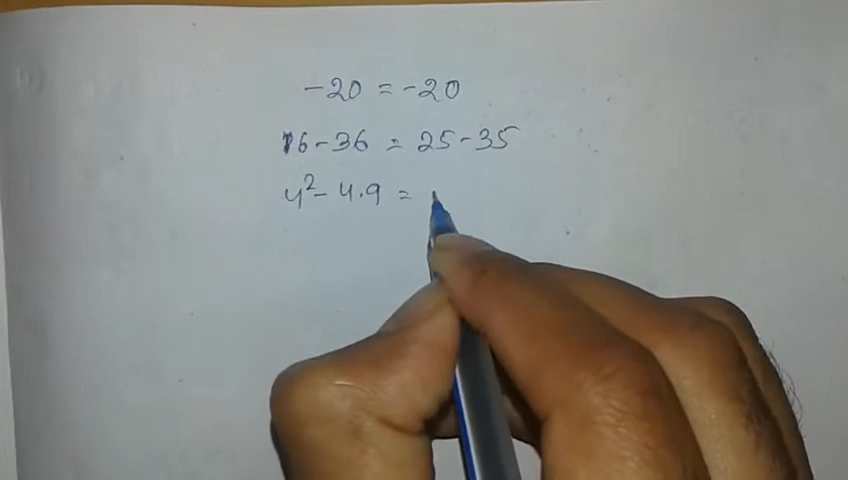 -20 = -20
16-36 = 25-35
4²- 4.9 =